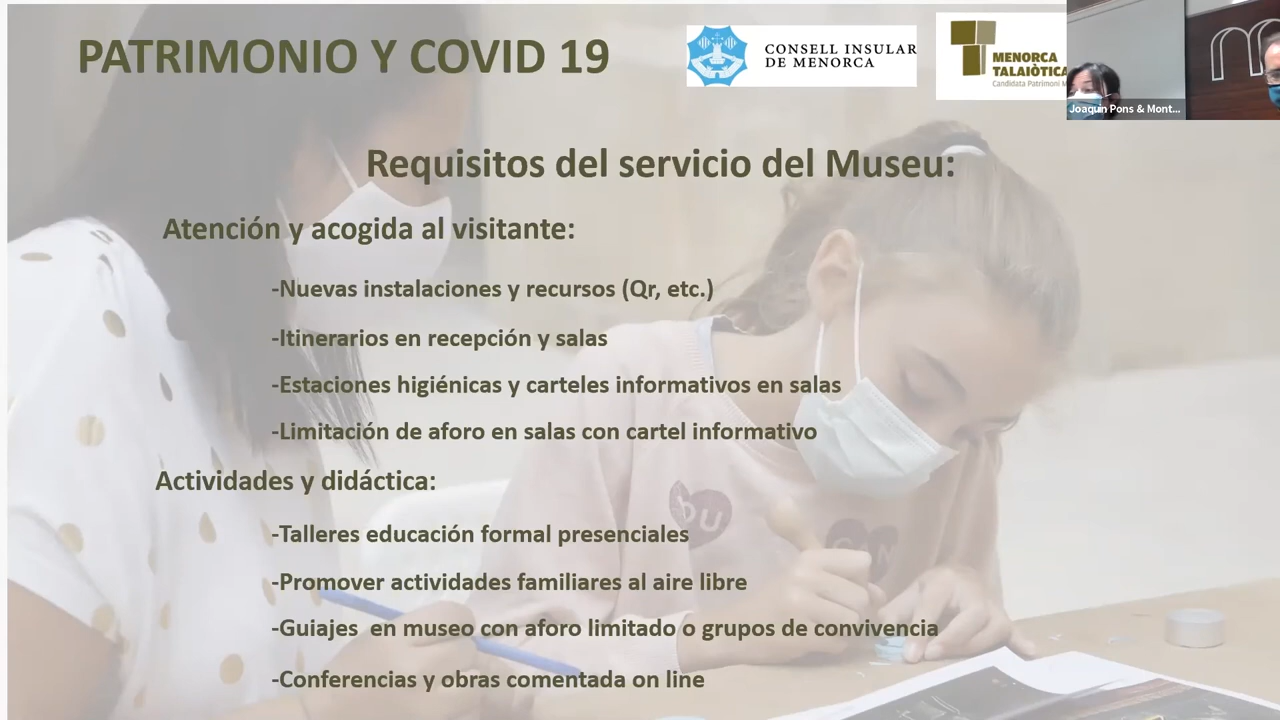 PATRIMONIO Y COVID 19
CONSELL INSULAR
DE MENORCA
MENORCA
TALAIÒTICA
Candidata Patrimoni M
Joaquin Pons & Mont...
Requisitos del servicio del Museu:
Atención y acogida al visitante:
-Nuevas instalaciones y recursos (Qr, etc.)
-Itinerarios en recepción y salas
-Estaciones higiénicas y carteles informativos en salas
-Limitación de aforo en salas con cartel informativo
Actividades y didáctica:
-Talleres educación formal presenciales
-Promover actividades familiares al aire libre
-Guiajes  en museo con aforo limitado o grupos de convivencia
-Conferencias y obras comentada on line